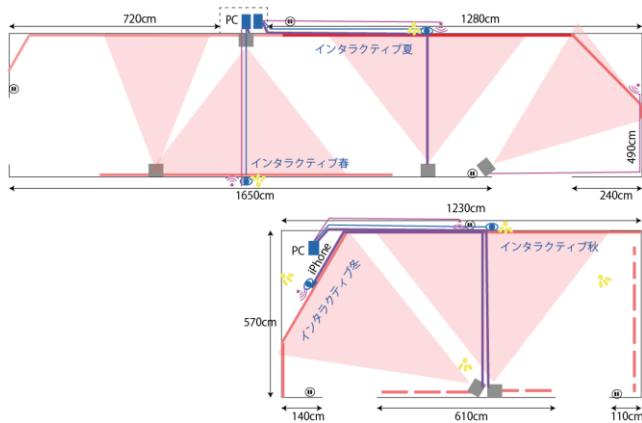 720cm
PC
1280cm
インタラクティブ夏
インタラクティブ春
490cm
1650cm
240cm
1230cm
PC
iPhone
インタラクティブ秋
インタラクティブ冬
570cm
140cm
610cm
110cm